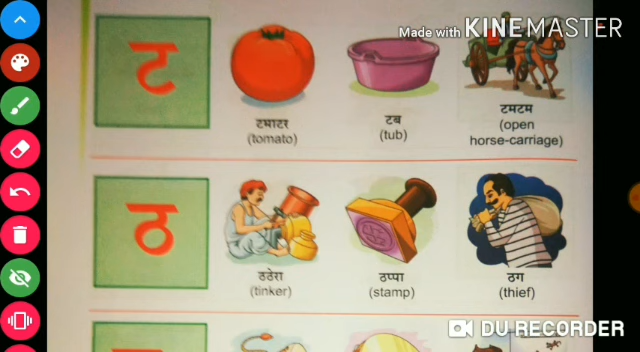 Made with KINEMASTER
ट
टमाटर
(tomato)
टब
(tub)
टमटम
(open
horse-carriage)
ठ
ठठेरा
(tinker)
ठप्पा
(stamp)
ठग
(thief)
DU RECORDER